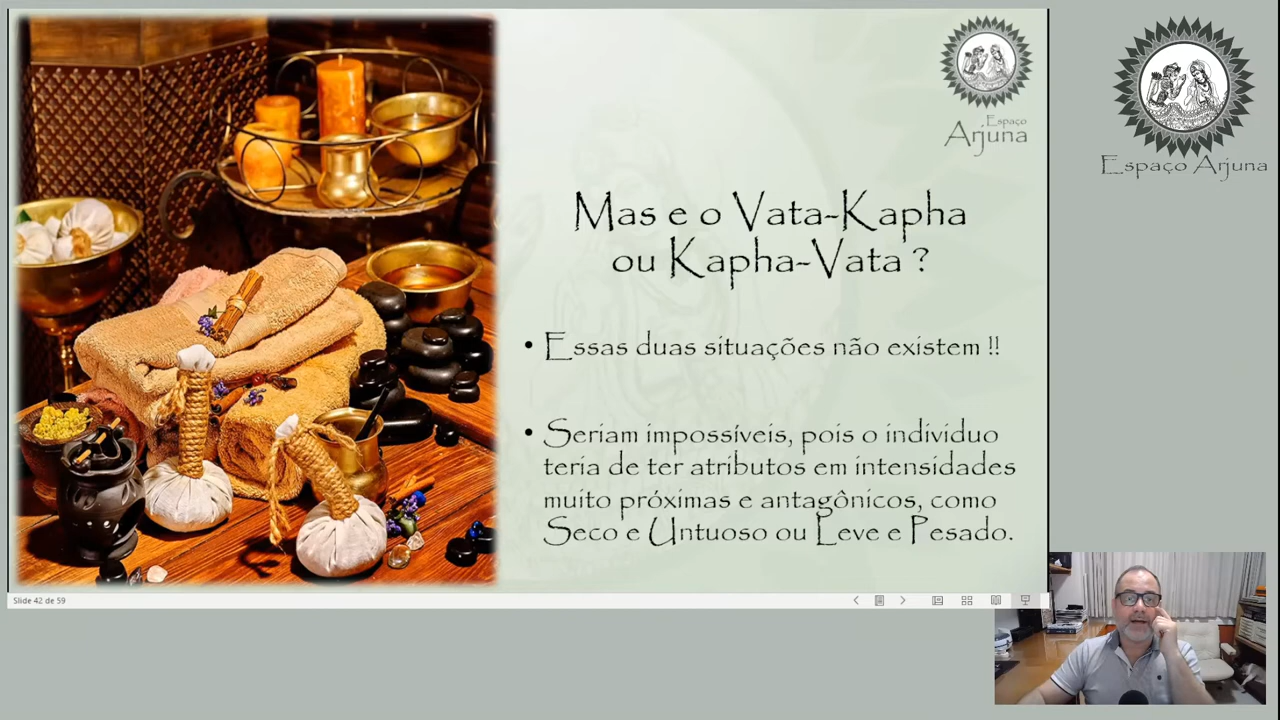 Espaço
Arjuna
Espaço Arjuna
Mas e o Vata-Kapha
ou Kapha-Vata ?
• Essas duas situações não existem !!
• Seriam impossíveis, pois o individuo
teria de ter atributos em intensidades
muito próximas e antagônicos, como
Seco e Untuoso ou Leve e Pesado.
Slide 42 de 59